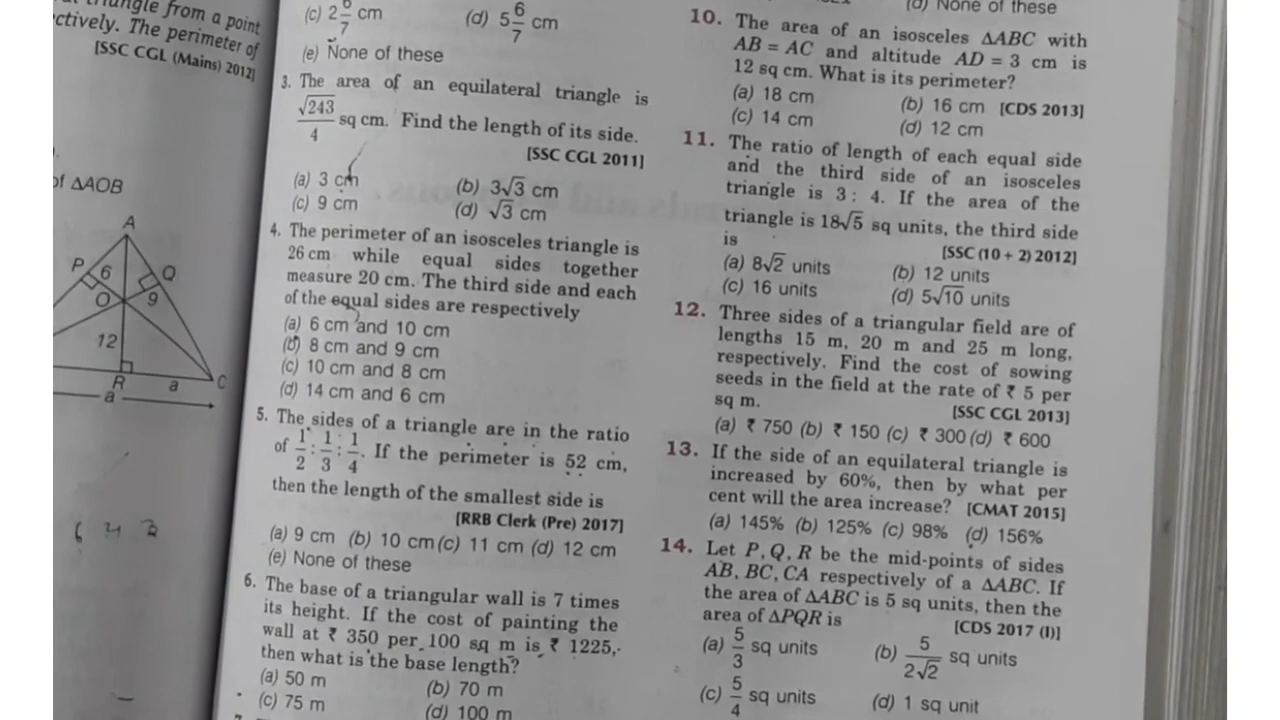 triangle from a point
ctively. The perimeter of
[SSC CGL (Mains) 2012]
of ΔAOB
A
P
6
Q
O
9
12
R
a
C
a
6 4 3
(c) 2 6/7 cm
(d) 5 6/7 cm
(e) None of these
3. The area of an equilateral triangle is
√243/4 sq cm. Find the length of its side.
[SSC CGL 2011]
(a) 3 cm
(b) 3√3 cm
(c) 9 cm
(d) √3 cm
4. The perimeter of an isosceles triangle is
26 cm while equal sides together
measure 20 cm. The third side and each
of the equal sides are respectively
(a) 6 cm and 10 cm
(b) 8 cm and 9 cm
(c) 10 cm and 8 cm
(d) 14 cm and 6 cm
5. The sides of a triangle are in the ratio
of 1/2 : 1/3 : 1/4. If the perimeter is 52 cm,
then the length of the smallest side is
[RRB Clerk (Pre) 2017]
(a) 9 cm (b) 10 cm (c) 11 cm (d) 12 cm
(e) None of these
6. The base of a triangular wall is 7 times
its height. If the cost of painting the
wall at ₹ 350 per 100 sq m is ₹ 1225,
then what is the base length?
(a) 50 m
(b) 70 m
(c) 75 m
(d) 100 m
(d) None of these
10. The area of an isosceles ΔABC with
AB = AC and altitude AD = 3 cm is
12 sq cm. What is its perimeter?
(a) 18 cm
(b) 16 cm [CDS 2013]
(c) 14 cm
(d) 12 cm
11. The ratio of length of each equal side
and the third side of an isosceles
triangle is 3 : 4. If the area of the
triangle is 18√5 sq units, the third side
is
[SSC (10 + 2) 2012]
(a) 8√2 units
(b) 12 units
(c) 16 units
(d) 5√10 units
12. Three sides of a triangular field are of
lengths 15 m, 20 m and 25 m long,
respectively. Find the cost of sowing
seeds in the field at the rate of ₹ 5 per
sq m.
[SSC CGL 2013]
(a) ₹ 750 (b) ₹ 150 (c) ₹ 300 (d) ₹ 600
13. If the side of an equilateral triangle is
increased by 60%, then by what per
cent will the area increase? [CMAT 2015]
(a) 145% (b) 125% (c) 98% (d) 156%
14. Let P, Q, R be the mid-points of sides
AB, BC, CA respectively of a ΔABC. If
the area of ΔABC is 5 sq units, then the
area of ΔPQR is
[CDS 2017 (I)]
(a) 5/3 sq units
(b) 5/2√2 sq units
(c) 5/4 sq units
(d) 1 sq unit